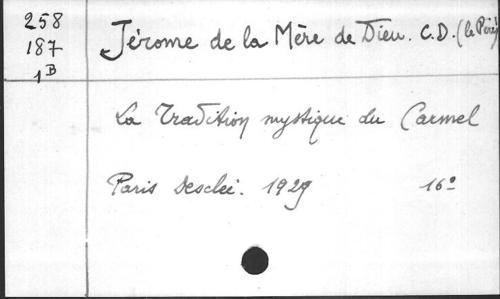 258
187
1B
Jérome de la Mère de Dieu. C.D. (le Père)
La Tradition mystique du Carmel
Paris Desclée. 1929 16º